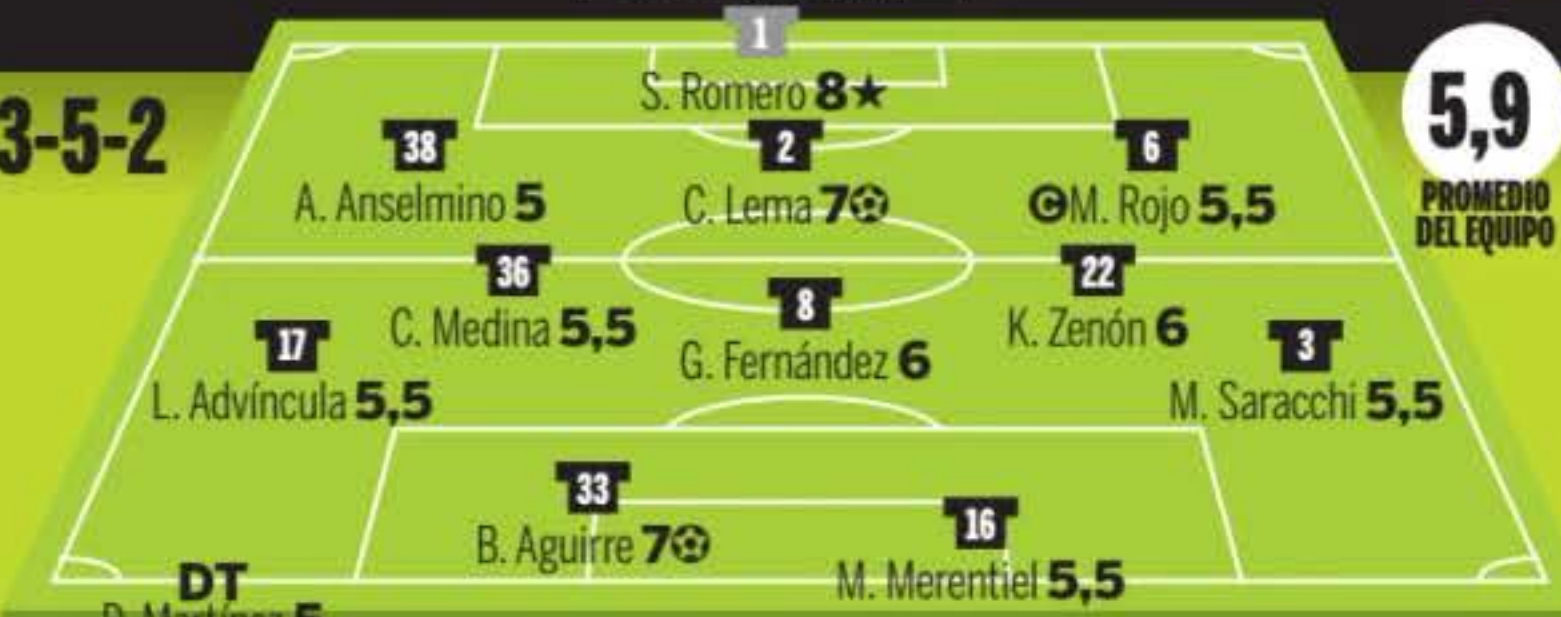 1
S. Romero 8★
3-5-2
5,9
PROMEDIO
DEL EQUIPO
38
A. Anselmino 5
2
C. Lema 7⚽
6
©M. Rojo 5,5
36
C. Medina 5,5
8
G. Fernández 6
22
K. Zenón 6
17
L. Advíncula 5,5
3
M. Saracchi 5,5
33
B. Aguirre 7⚽
16
M. Merentiel 5,5
DT